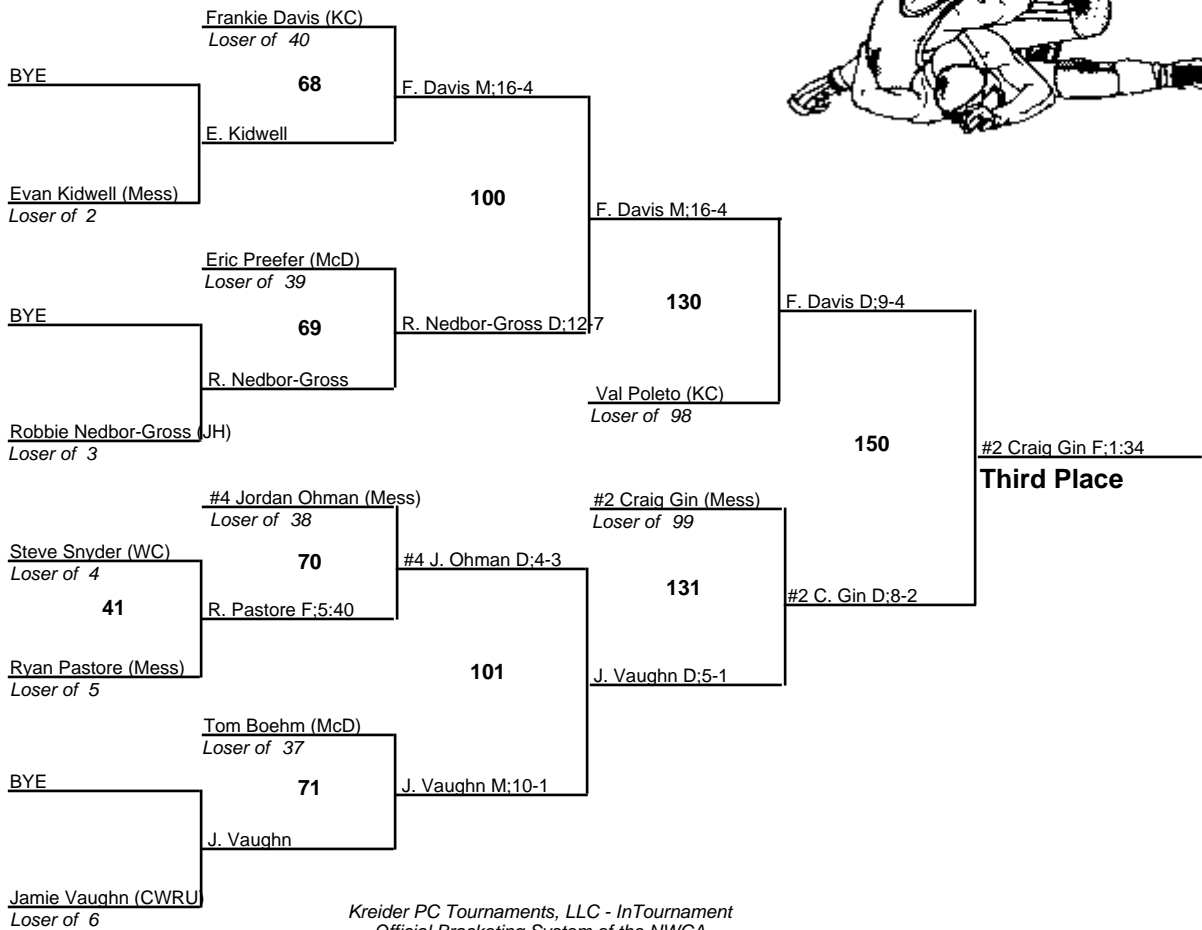 Frankie Davis (KC)
Loser of 40
BYE
68
F. Davis M;16-4
E. Kidwell
Evan Kidwell (Mess)
Loser of 2
100
F. Davis M;16-4
Eric Preefer (McD)
Loser of 39
BYE
69
R. Nedbor-Gross D;12-7
130
F. Davis D;9-4
R. Nedbor-Gross
Val Poleto (KC)
Loser of 98
Robbie Nedbor-Gross (JH)
Loser of 3
150
#2 Craig Gin F;1:34
Third Place
#4 Jordan Ohman (Mess)
Loser of 38
#2 Craig Gin (Mess)
Loser of 99
Steve Snyder (WC)
Loser of 4
70
#4 J. Ohman D;4-3
41
R. Pastore F;5:40
131
#2 C. Gin D;8-2
Ryan Pastore (Mess)
Loser of 5
101
J. Vaughn D;5-1
Tom Boehm (McD)
Loser of 37
BYE
71
J. Vaughn M;10-1
J. Vaughn
Jamie Vaughn (CWRU)
Loser of 6
Kreider PC Tournaments, LLC - InTournament
Official Bracketing System of the NWCA